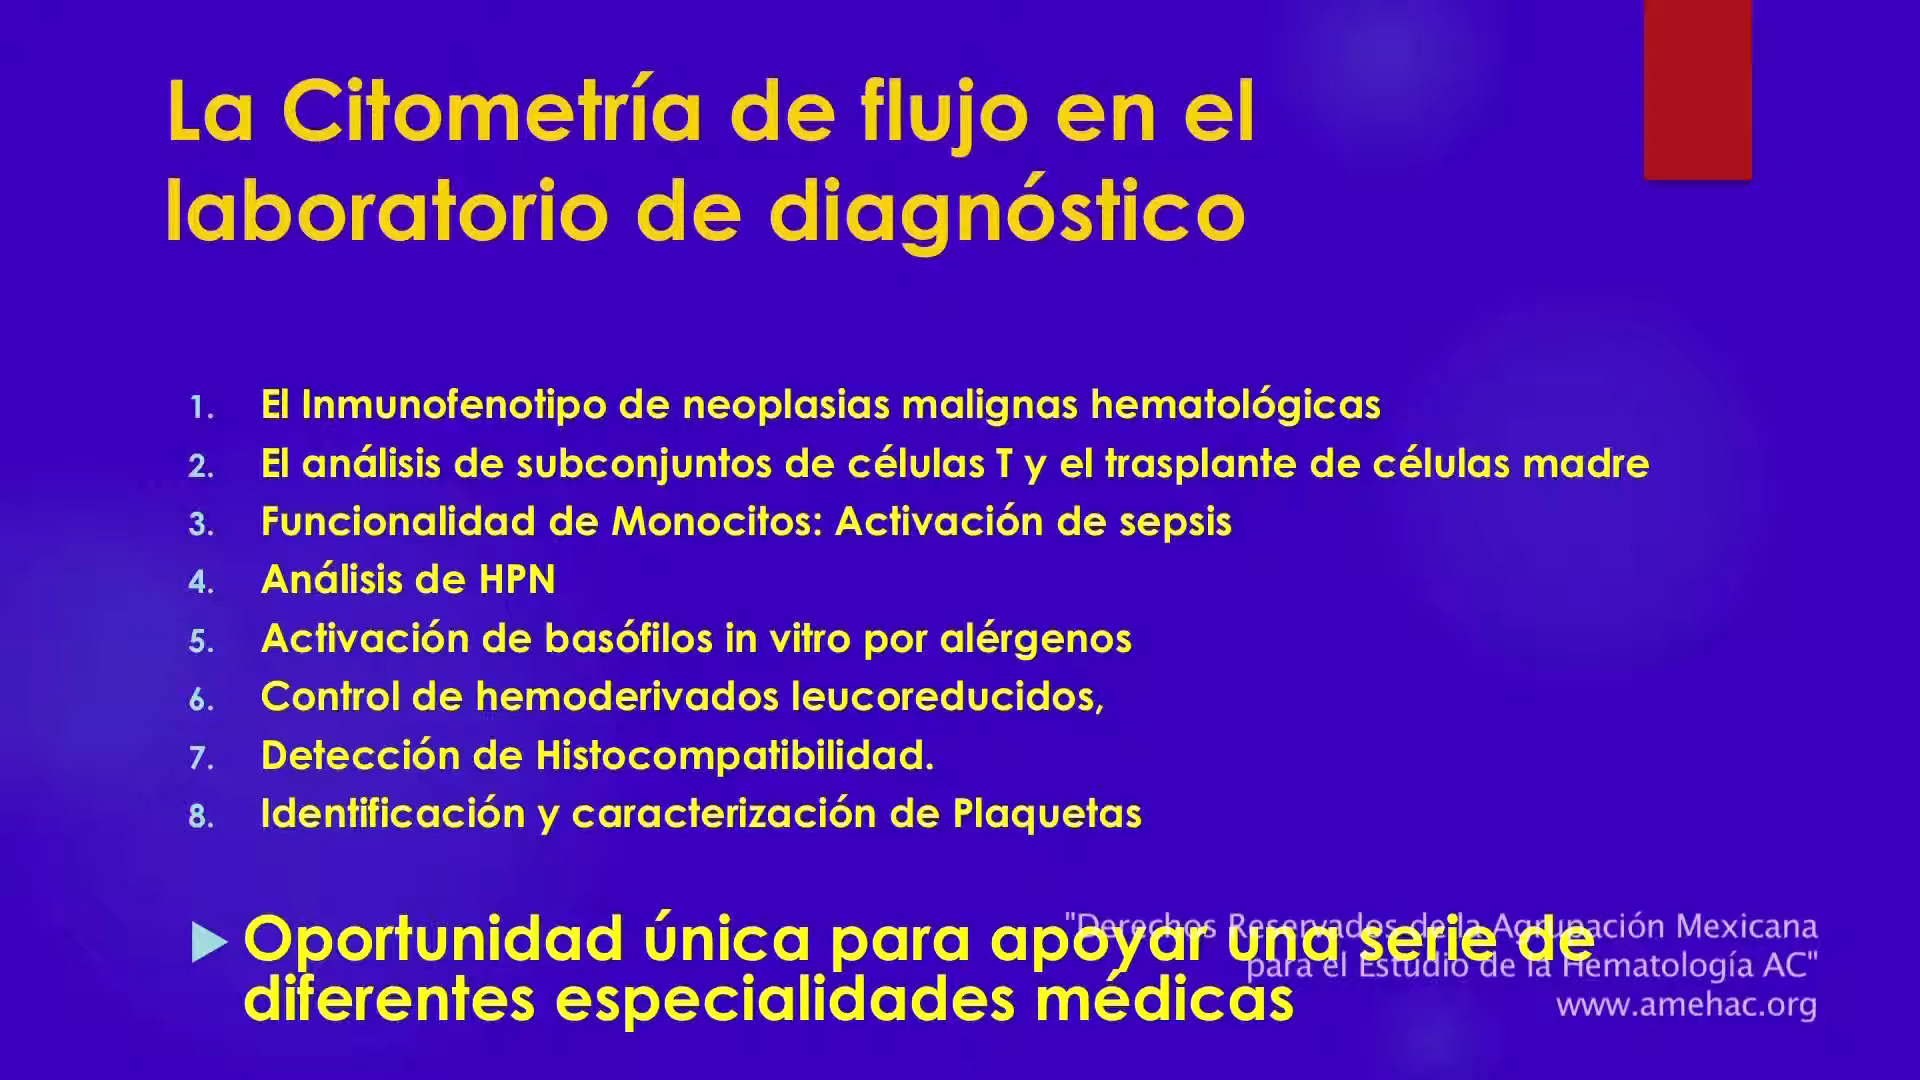 La Citometría de flujo en el
laboratorio de diagnóstico
1. El Inmunofenotipo de neoplasias malignas hematológicas
2. El análisis de subconjuntos de células T y el trasplante de células madre
3. Funcionalidad de Monocitos: Activación de sepsis
4. Análisis de HPN
5. Activación de basófilos in vitro por alérgenos
6. Control de hemoderivados leucoreducidos,
7. Detección de Histocompatibilidad.
8. Identificación y caracterización de Plaquetas
Oportunidad única para apoyar una serie de
diferentes especialidades médicas
"Derechos Reservados de la Agrupación Mexicana
para el Estudio de la Hematología AC"
www.amehac.org